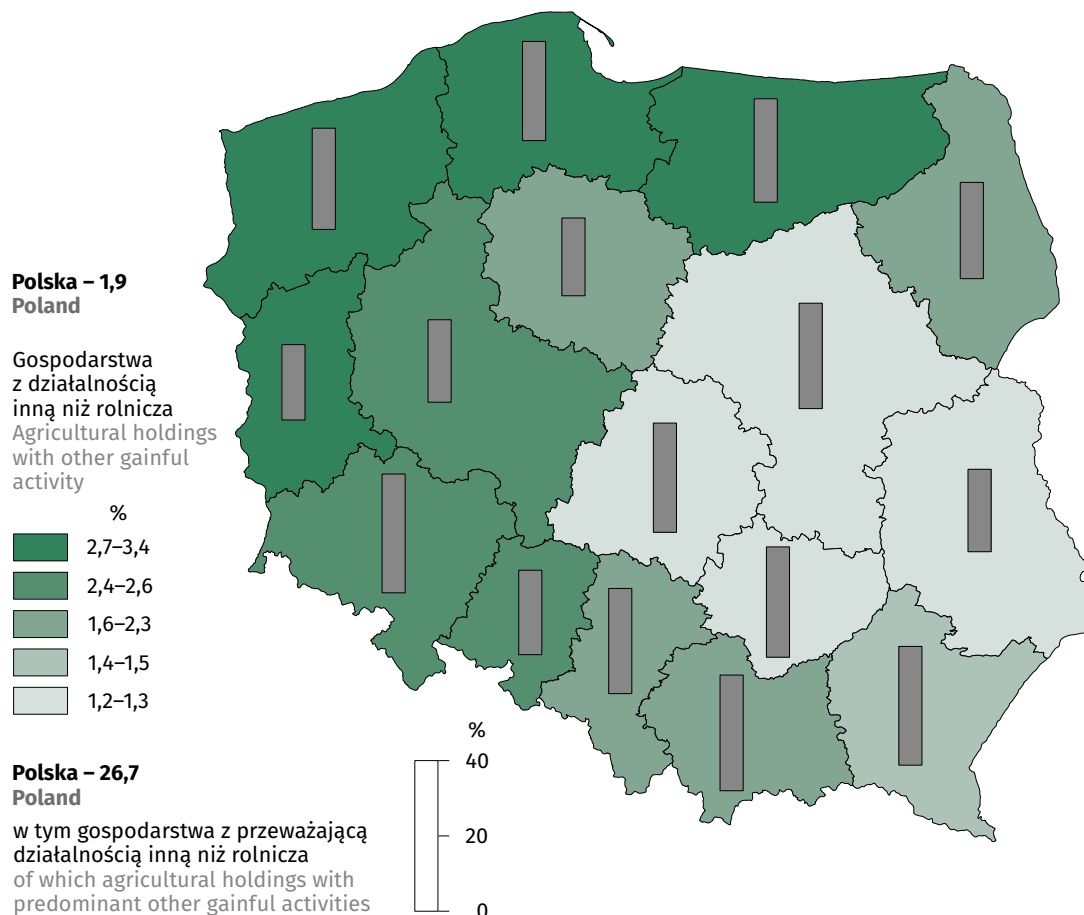 Polska – 1,9
Poland
Gospodarstwa
z działalnością
inną niż rolnicza
Agricultural holdings
with other gainful
activity
%
2,7–3,4
2,4–2,6
1,6–2,3
1,4–1,5
1,2–1,3
Polska – 26,7
Poland
w tym gospodarstwa z przeważającą
działalnością inną niż rolnicza
of which agricultural holdings with
predominant other gainful activities
%
40
20
0